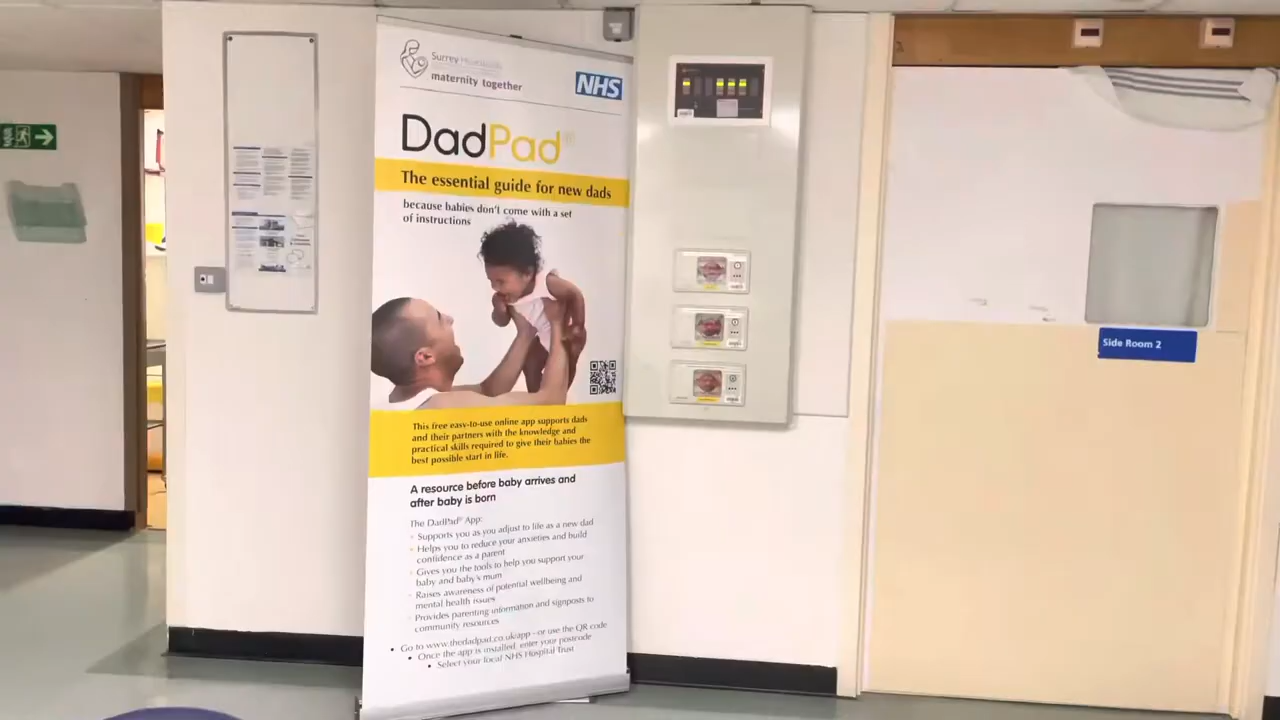 Surrey Heartlands
maternity together
NHS
DadPad®
The essential guide for new dads
because babies don't come with a set
of instructions
This free easy-to-use online app supports dads
and their partners with the knowledge and
practical skills required to give their babies the
best possible start in life.
A resource before baby arrives and
after baby is born
The DadPad® App:
• Supports you as you adjust to life as a new dad
• Helps you to reduce your anxieties and build
confidence as a parent
• Gives you the tools to help you support your
baby and baby's mum
• Raises awareness of potential wellbeing and
mental health issues
• Provides parenting information and signposts to
community resources
• Go to www.thedadpad.co.uk/app - or use the QR code
• Once the app is installed, enter your postcode
• Select your local NHS Hospital Trust
Side Room 2